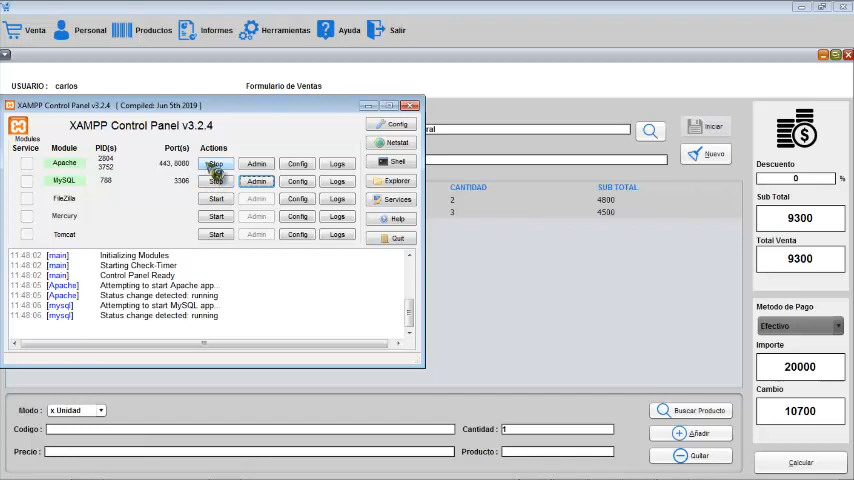 Venta Personal Productos Informes Herramientas Ayuda Salir
USUARIO : carlos Formulario de Ventas
XAMPP Control Panel v3.2.4 [ Compiled: Jun 5th 2019 ]
XAMPP Control Panel v3.2.4
Config
Netstat
Shell
Explorer
Services
Help
Quit
Modules
Service Module PID(s) Port(s) Actions
Apache 2804 3752 443, 8080 Stop Admin Config Logs
MySQL 788 3306 Stop Admin Config Logs
FileZilla Start Admin Config Logs
Mercury Start Admin Config Logs
Tomcat Start Admin Config Logs
11:48:02 [main] Initializing Modules
11:48:02 [main] Starting Check-Timer
11:48:02 [main] Control Panel Ready
11:48:05 [Apache] Attempting to start Apache app...
11:48:05 [Apache] Status change detected: running
11:48:06 [mysql] Attempting to start MySQL app...
11:48:06 [mysql] Status change detected: running
ral
Iniciar
Nuevo
CANTIDAD SUB TOTAL
2 4800
3 4500
Descuento
0 %
Sub Total
9300
Total Venta
9300
Metodo de Pago
Efectivo
Importe
20000
Cambio
10700
Calcular
Modo : x Unidad
Codigo : Cantidad : 1
Precio : Producto :
Buscar Producto
Añadir
Quitar